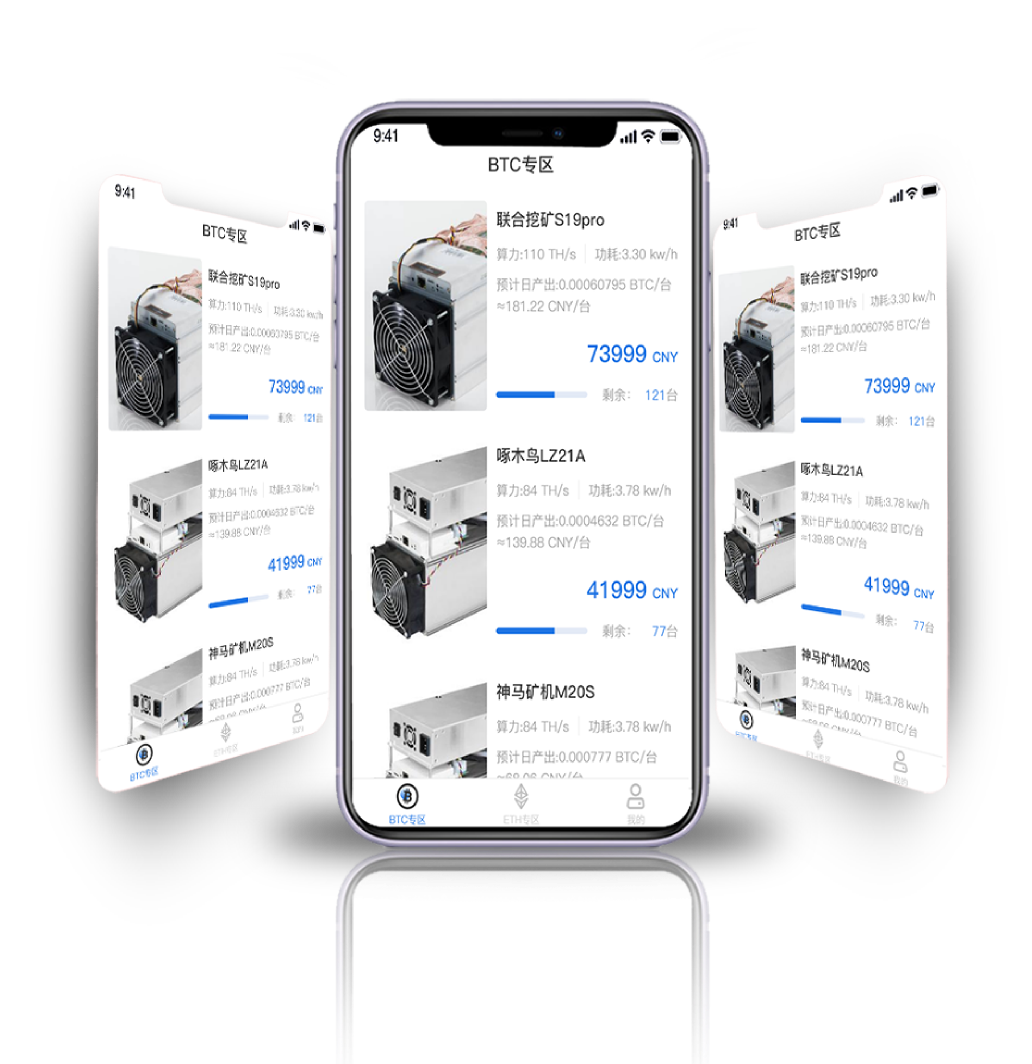 9:41
BTC专区
联合挖矿S19pro
算力:110 TH/s 功耗:3.30 kw/h
预计日产出:0.00060795 BTC/台
≈181.22 CNY/台
73999 CNY
剩余: 121台
啄木鸟LZ21A
算力:84 TH/s 功耗:3.78 kw/h
预计日产出:0.0004632 BTC/台
≈139.88 CNY/台
41999 CNY
剩余: 77台
神马矿机M20S
算力:84 TH/s 功耗:3.78 kw/h
预计日产出:0.000777 BTC/台
BTC专区
ETH专区
我的
9:41
BTC专区
联合挖矿S19pro
算力:110 TH/s 功耗:3.30 kw/h
预计日产出:0.00060795 BTC/台
≈181.22 CNY/台
73999 CNY
剩余: 121台
啄木鸟LZ21A
算力:84 TH/s 功耗:3.78 kw/h
预计日产出:0.0004632 BTC/台
≈139.88 CNY/台
41999 CNY
剩余: 77台
神马矿机M20S
算力:84 TH/s 功耗:3.78 kw/h
预计日产出:0.000777 BTC/台
≈68.06 CNY/台
BTC专区 ETH专区 我的
9:41
BTC专区
联合挖矿S19pro
算力:110 TH/s 功耗:3.30 kw/h
预计日产出:0.00060795 BTC/台
≈181.22 CNY/台
73999 CNY
剩余: 121台
啄木鸟LZ21A
算力:84 TH/s 功耗:3.78 kw/h
预计日产出:0.0004632 BTC/台
≈139.88 CNY/台
41999 CNY
剩余: 77台
神马矿机M20S
算力:84 TH/s 功耗:3.78 kw/h
预计日产出:0.000777 BTC/台
BTC专区
我的